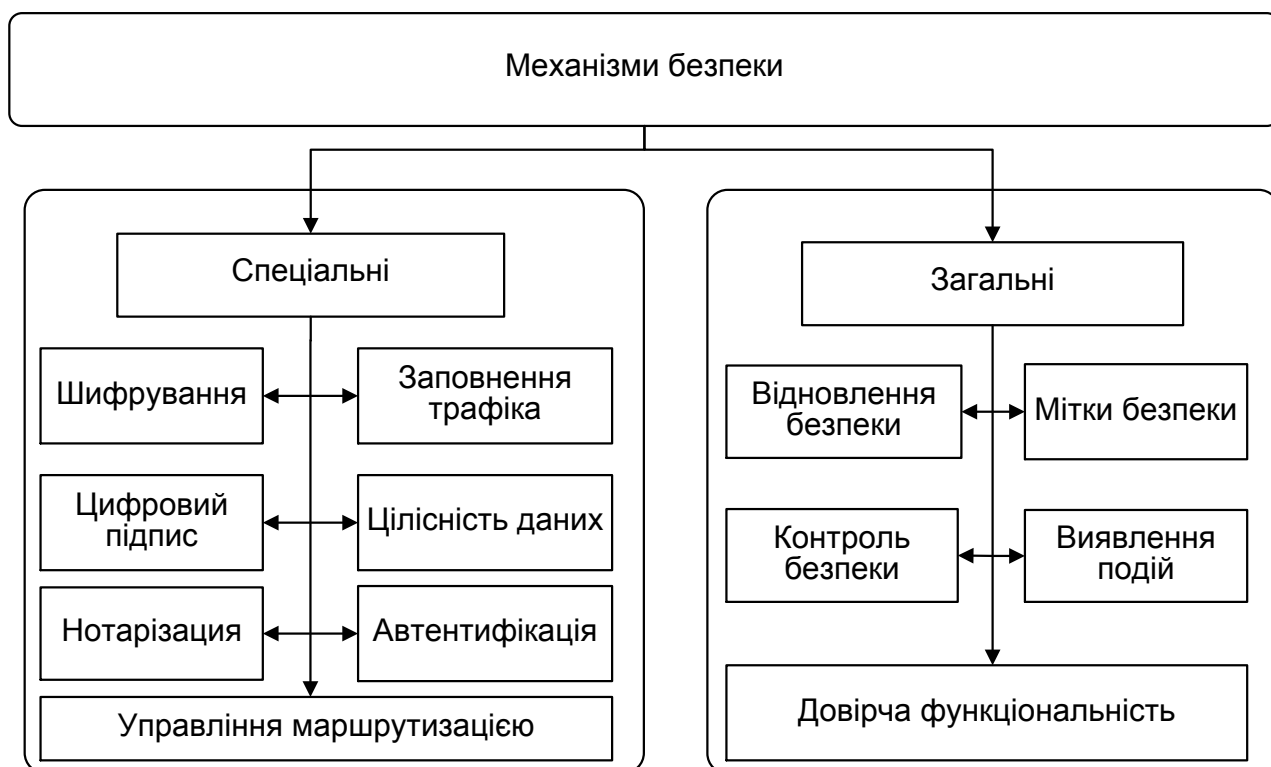 Механізми безпеки
Спеціальні
Шифрування
Заповнення
трафіка
Цифровий
підпис
Цілісність даних
Нотарізация
Автентифікація
Управління маршрутизацією
Загальні
Відновлення
безпеки
Мітки безпеки
Контроль
безпеки
Виявлення
подій
Довірча функціональність